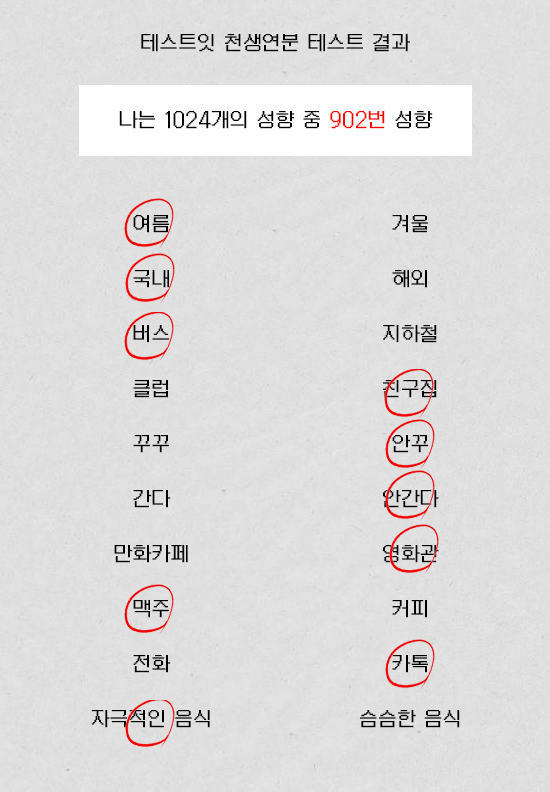 테스트잇 천생연분 테스트 결과
나는 1024개의 성향 중 902번 성향
여름 겨울
국내 해외
버스 지하철
클럽 친구집
꾸꾸 안꾸
간다 안간다
만화카페 영화관
맥주 커피
전화 카톡
자극적인 음식 슴슴한 음식